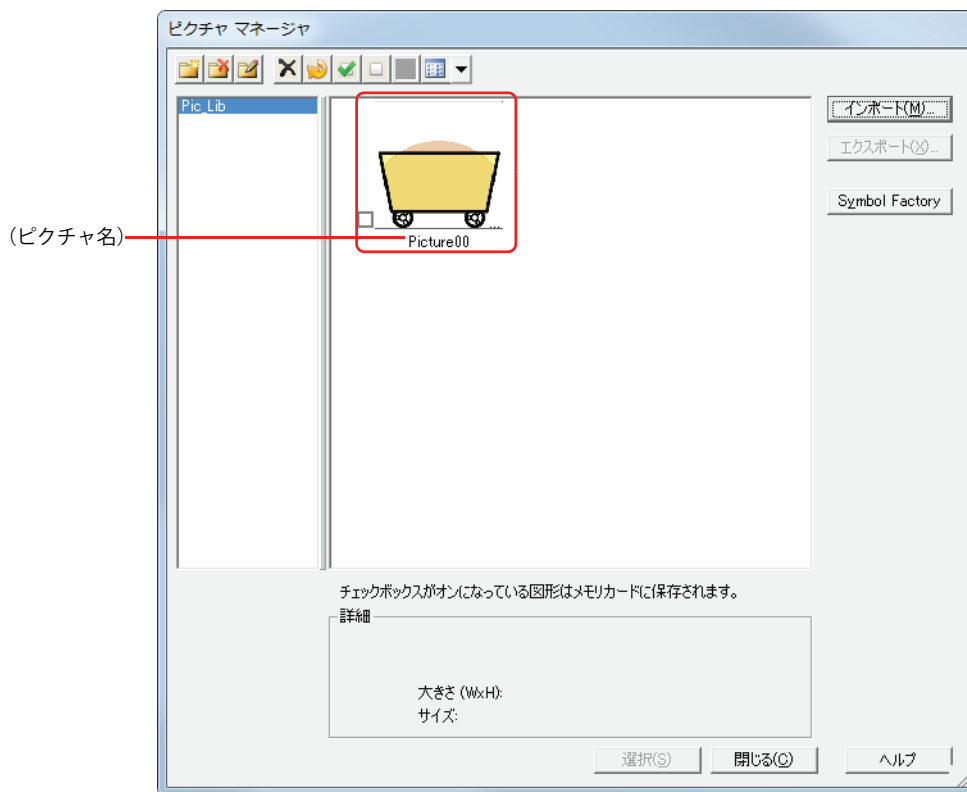 ピクチャ マネージャ
Pic_Lib
インポート(M)...
エクスポート(X)...
Symbol Factory
(ピクチャ名)
...
Picture00
チェックボックスがオンになっている図形はメモリカードに保存されます。
詳細
大きさ (WxH):
サイズ:
選択(S)
閉じる(C)
ヘルプ